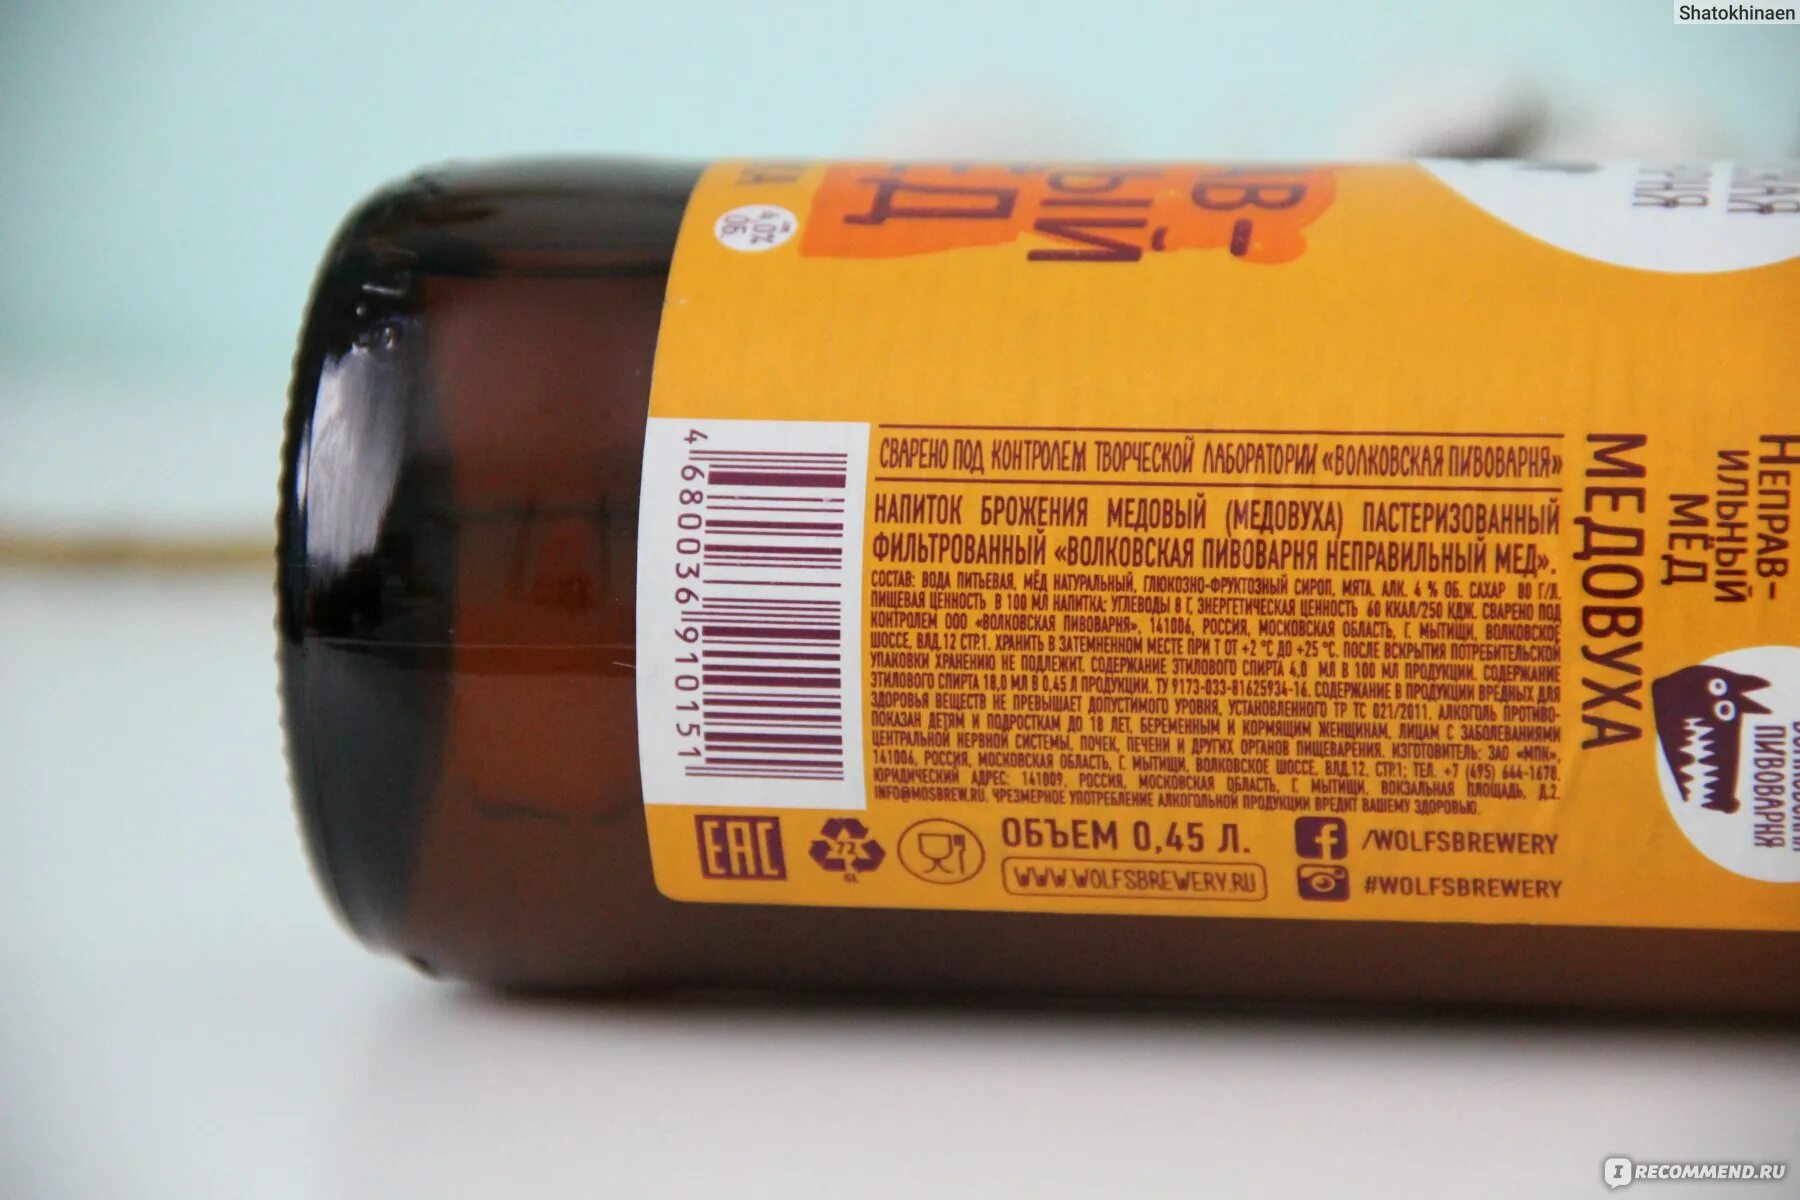 Shatokhinaen
АВ-
ЫЙ
ЕД
4,0%
ОБ.
4 680036 910151
СВАРЕНО ПОД КОНТРОЛЕМ ТВОРЧЕСКОЙ ЛАБОРАТОРИИ «ВОЛКОВСКАЯ ПИВОВАРНЯ»
НАПИТОК БРОЖЕНИЯ МЕДОВЫЙ (МЕДОВУХА) ПАСТЕРИЗОВАННЫЙ
ФИЛЬТРОВАННЫЙ «ВОЛКОВСКАЯ ПИВОВАРНЯ НЕПРАВИЛЬНЫЙ МЕД».
СОСТАВ: ВОДА ПИТЬЕВАЯ, МЁД НАТУРАЛЬНЫЙ, ГЛЮКОЗНО-ФРУКТОЗНЫЙ СИРОП, МЯТА. АЛК. 4 % ОБ. САХАР 80 Г/Л.
ПИЩЕВАЯ ЦЕННОСТЬ В 100 МЛ НАПИТКА: УГЛЕВОДЫ 8 Г, ЭНЕРГЕТИЧЕСКАЯ ЦЕННОСТЬ 60 ККАЛ/250 КДЖ. СВАРЕНО ПОД
КОНТРОЛЕМ ООО «ВОЛКОВСКАЯ ПИВОВАРНЯ», 141006, РОССИЯ, МОСКОВСКАЯ ОБЛАСТЬ, Г. МЫТИЩИ, ВОЛКОВСКОЕ
ШОССЕ, ВЛД.12 СТР.1. ХРАНИТЬ В ЗАТЕМНЕННОМ МЕСТЕ ПРИ Т ОТ +2 °С ДО +25 °С. ПОСЛЕ ВСКРЫТИЯ ПОТРЕБИТЕЛЬСКОЙ
УПАКОВКИ ХРАНЕНИЮ НЕ ПОДЛЕЖИТ. СОДЕРЖАНИЕ ЭТИЛОВОГО СПИРТА 4,0 МЛ В 100 МЛ ПРОДУКЦИИ. СОДЕРЖАНИЕ
ЭТИЛОВОГО СПИРТА 18.0 МЛ В 0,45 Л ПРОДУКЦИИ. ТУ 9173-033-81625934-16. СОДЕРЖАНИЕ В ПРОДУКЦИИ ВРЕДНЫХ ДЛЯ
ЗДОРОВЬЯ ВЕЩЕСТВ НЕ ПРЕВЫШАЕТ ДОПУСТИМОГО УРОВНЯ, УСТАНОВЛЕННОГО ТР ТС 021/2011. АЛКОГОЛЬ ПРОТИВО-
ПОКАЗАН ДЕТЯМ И ПОДРОСТКАМ ДО 18 ЛЕТ, БЕРЕМЕННЫМ И КОРМЯЩИМ ЖЕНЩИНАМ, ЛИЦАМ С ЗАБОЛЕВАНИЯМИ
ЦЕНТРАЛЬНОЙ НЕРВНОЙ СИСТЕМЫ, ПОЧЕК, ПЕЧЕНИ И ДРУГИХ ОРГАНОВ ПИЩЕВАРЕНИЯ. ИЗГОТОВИТЕЛЬ: ЗАО «МПК»,
141006, РОССИЯ, МОСКОВСКАЯ ОБЛАСТЬ, Г. МЫТИЩИ, ВОЛКОВСКОЕ ШОССЕ, ВЛД.12, СТР.1; ТЕЛ. +7 (495) 644-1678.
ЮРИДИЧЕСКИЙ АДРЕС: 141009, РОССИЯ, МОСКОВСКАЯ ОБЛАСТЬ, Г. МЫТИЩИ, ВОКЗАЛЬНАЯ ПЛОЩАДЬ, Д.2.
INFO@MOSBREW.RU. ЧРЕЗМЕРНОЕ УПОТРЕБЛЕНИЕ АЛКОГОЛЬНОЙ ПРОДУКЦИИ ВРЕДИТ ВАШЕМУ ЗДОРОВЬЮ.
EAC
72
GL
ОБЪЕМ 0,45 Л.
WWW.WOLFSBREWERY.RU
/WOLFSBREWERY
#WOLFSBREWERY
НЕПРАВ-
ИЛЬНЫЙ
МЁД
МЕДОВУХА
ПИВОВАРНЯ
IRECOMMEND.RU